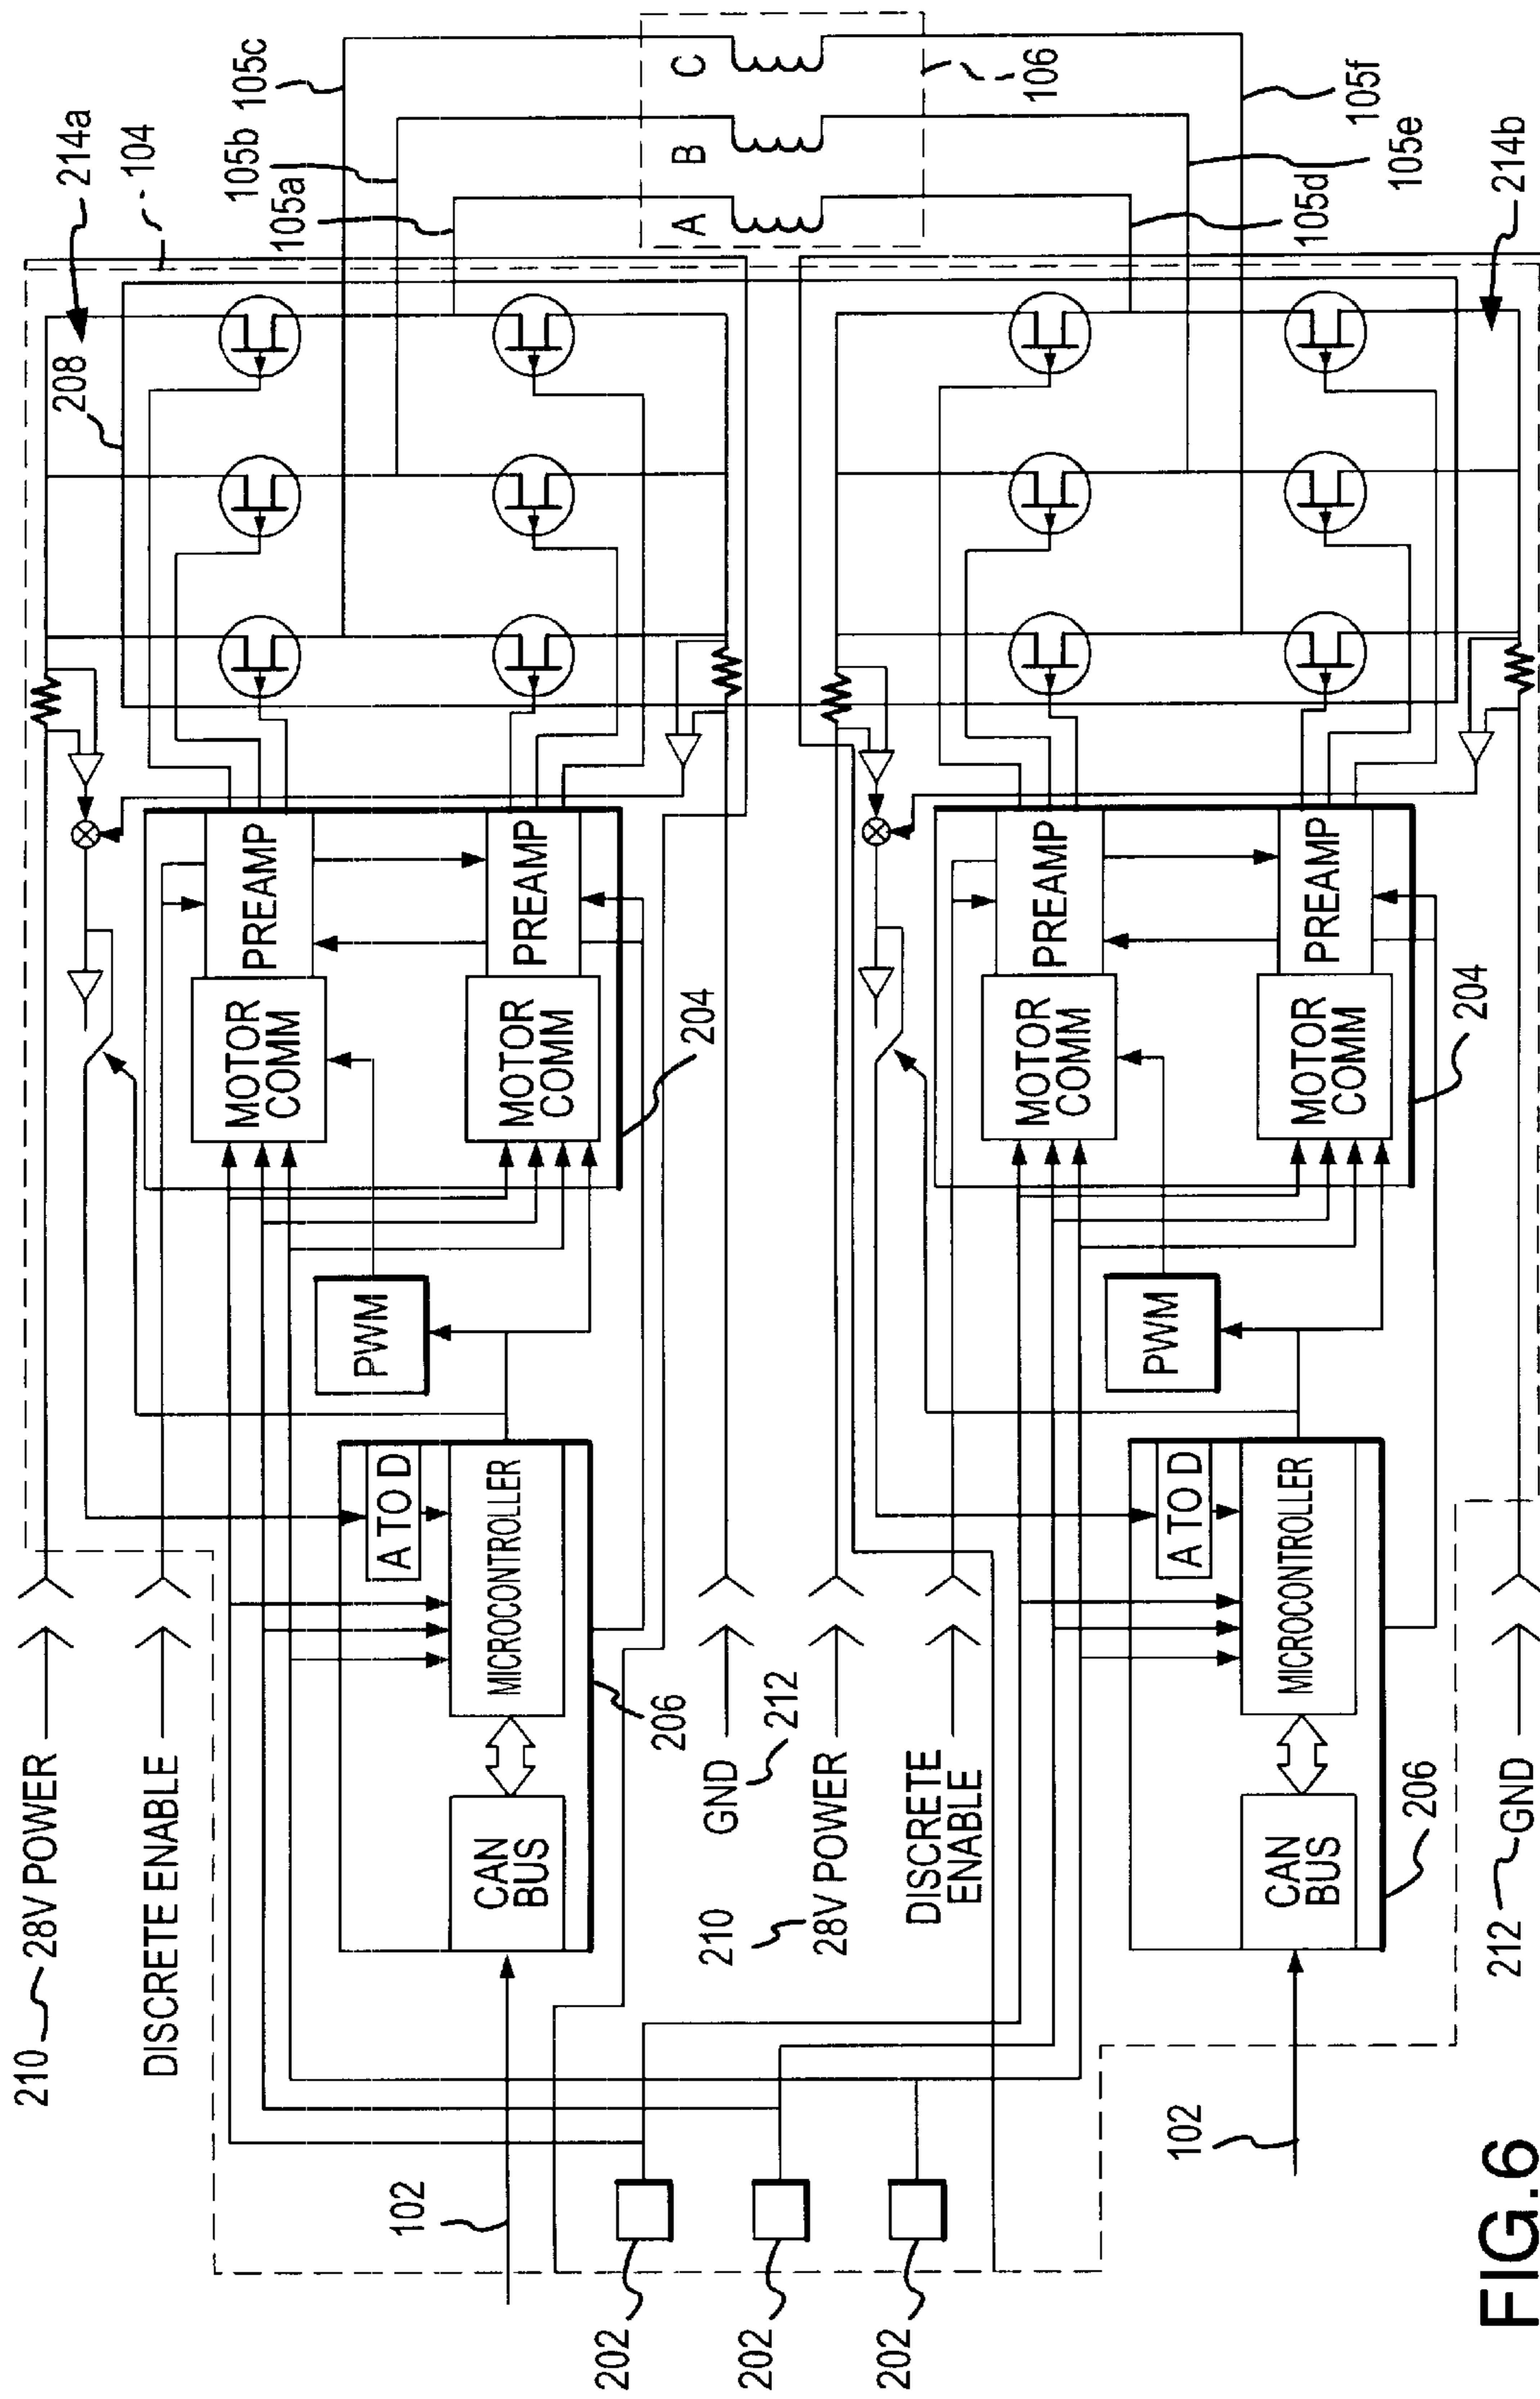 210
28V POWER
DISCRETE ENABLE
208
214a
104
105a
105b
105c
A
B
C
106
105d
105e
105f
214b
PREAMP
MOTOR
COMM
PREAMP
MOTOR
COMM
204
PWM
A TO D
MICROCONTROLLER
CAN
BUS
206
102
GND
212
210
28V POWER
DISCRETE
ENABLE
202
202
202
PREAMP
MOTOR
COMM
PREAMP
MOTOR
COMM
204
PWM
A TO D
MICROCONTROLLER
CAN
BUS
206
102
212
GND
FIG.6